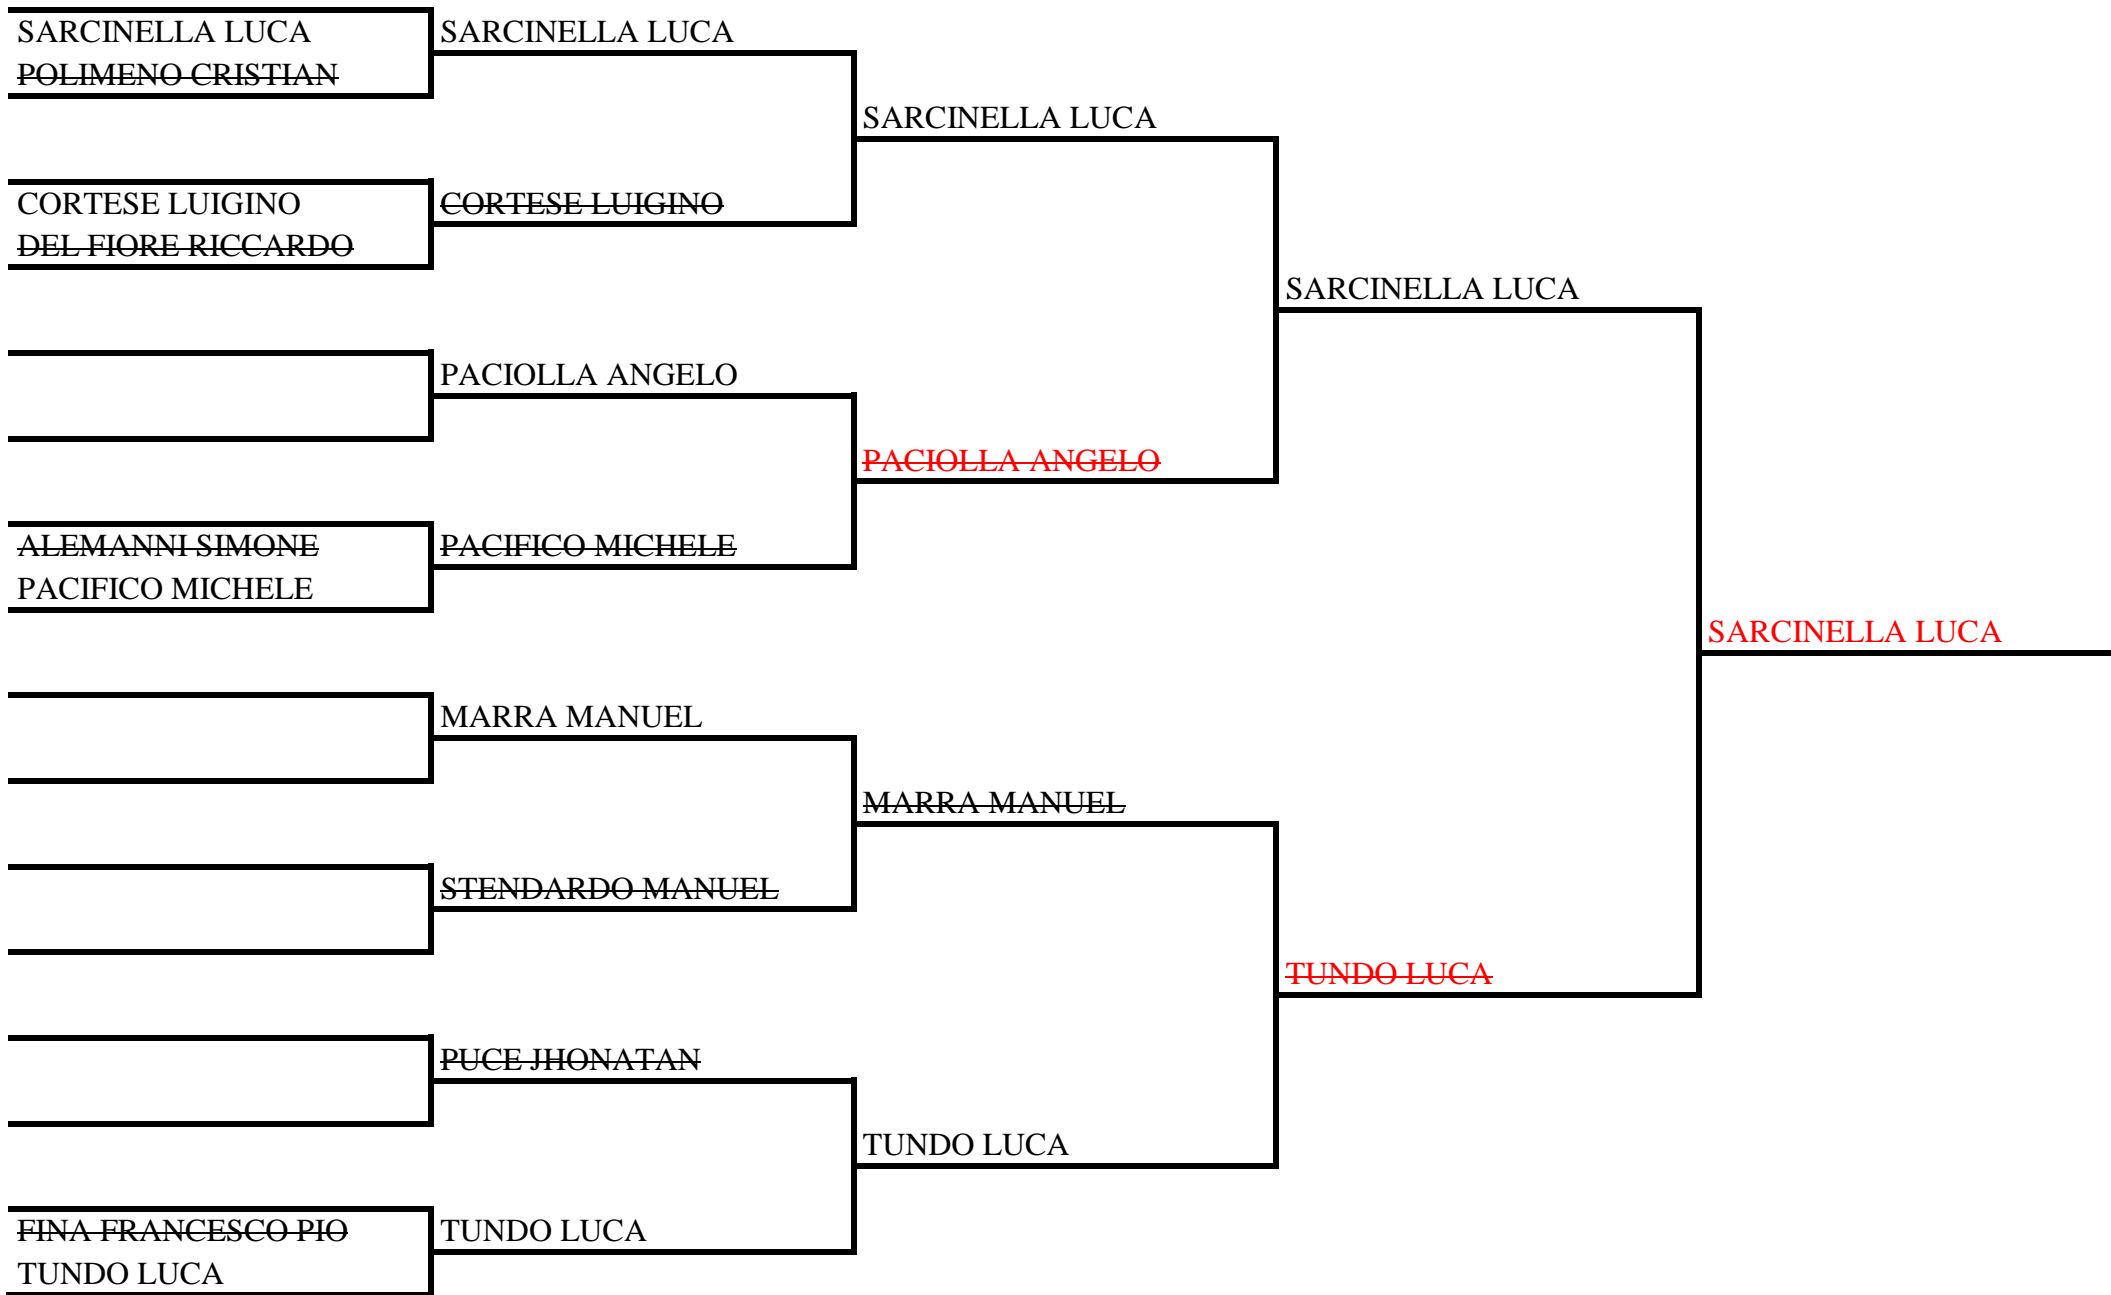 SARCINELLA LUCA
POLIMENO CRISTIAN
CORTESE LUIGINO
DEL FIORE RICCARDO
ALEMANNI SIMONE
PACIFICO MICHELE
FINA FRANCESCO PIO
TUNDO LUCA
SARCINELLA LUCA
CORTESE LUIGINO
PACIOLLA ANGELO
PACIFICO MICHELE
MARRA MANUEL
STENDARDO MANUEL
PUCE JHONATAN
TUNDO LUCA
SARCINELLA LUCA
PACIOLLA ANGELO
MARRA MANUEL
TUNDO LUCA
SARCINELLA LUCA
TUNDO LUCA
SARCINELLA LUCA